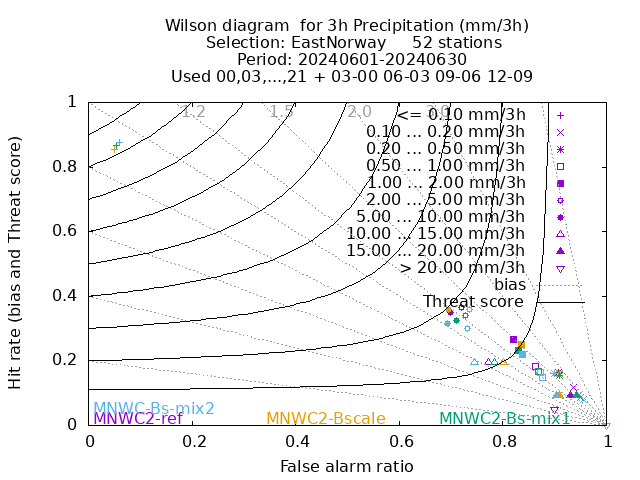 Wilson diagram  for 3h Precipitation (mm/3h)
Selection: EastNorway     52 stations
Period: 20240601-20240630
Used 00,03,...,21 + 03-00 06-03 09-06 12-09
Hit rate (bias and Threat score)
1
0.8
0.6
0.4
0.2
0
1.2
1.5
2.0
3.0
<= 0.10 mm/3h
0.10 ... 0.20 mm/3h
0.20 ... 0.50 mm/3h
0.50 ... 1.00 mm/3h
1.00 ... 2.00 mm/3h
2.00 ... 5.00 mm/3h
5.00 ... 10.00 mm/3h
10.00 ... 15.00 mm/3h
15.00 ... 20.00 mm/3h
> 20.00 mm/3h
bias
Threat score
MNWC-Bs-mix2
MNWC2-ref
MNWC2-Bscale
MNWC2-Bs-mix1
0
0.2
0.4
0.6
0.8
1
False alarm ratio